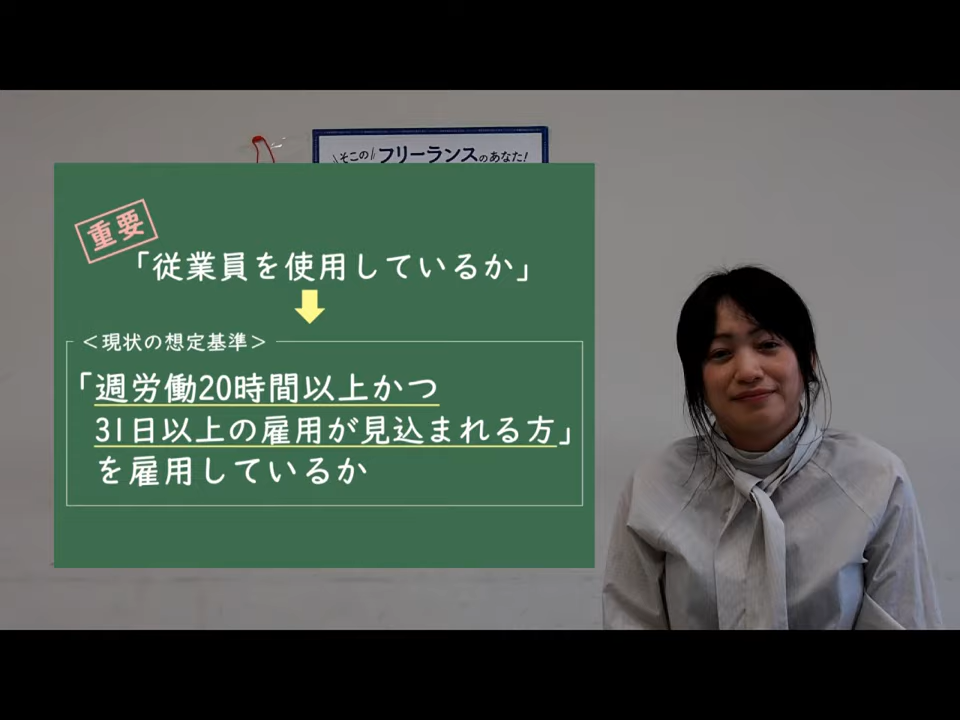 \そこの/ フリーランスのあなた!
重要
「従業員を使用しているか」
＜現状の想定基準＞
「週労働20時間以上かつ
31日以上の雇用が見込まれる方」
を雇用しているか